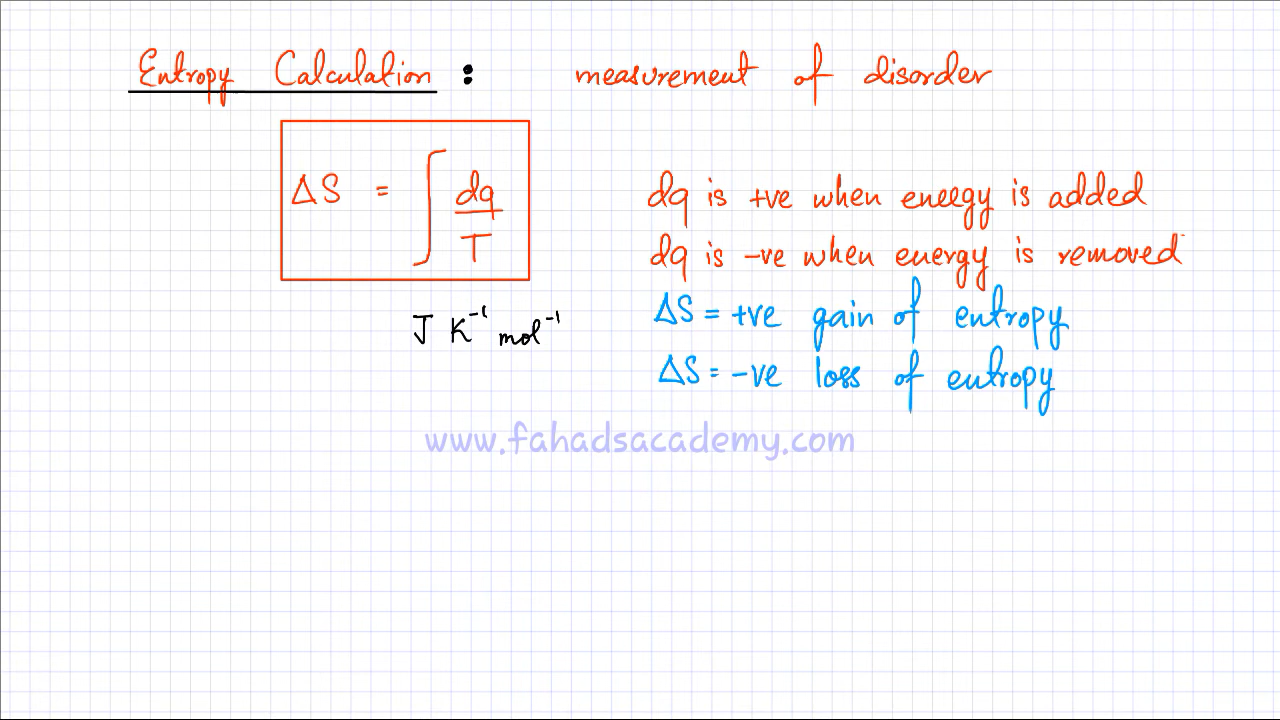 Entropy Calculation : measurement of disorder
ΔS = ∫ dq/T
J K⁻¹ mol⁻¹
dq is +ve when energy is added
dq is -ve when energy is removed
ΔS = +ve gain of entropy
ΔS = -ve loss of entropy
www.fahadsacademy.com